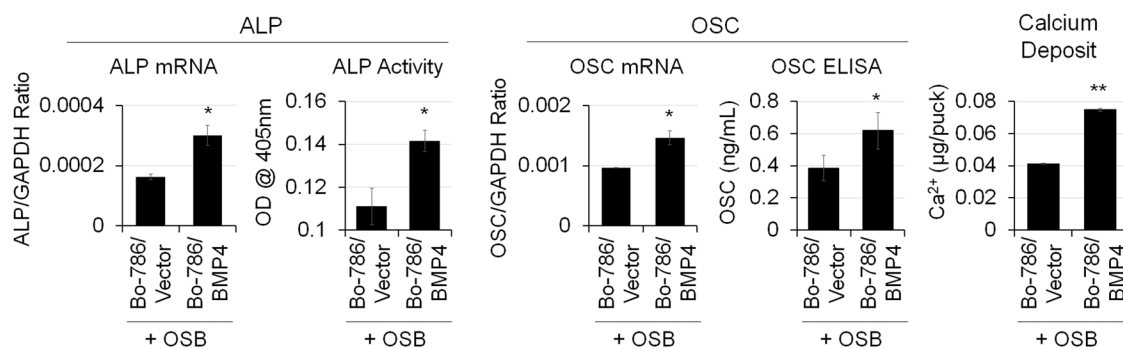 ALP
OSC
Calcium
Deposit
ALP mRNA
ALP Activity
OSC mRNA
OSC ELISA
ALP/GAPDH Ratio
0.0004
0.0002
0
*
Bo-786/
Vector
Bo-786/
BMP4
+ OSB
OD @ 405nm
0.16
0.14
0.12
0.1
*
Bo-786/
Vector
Bo-786/
BMP4
+ OSB
OSC/GAPDH Ratio
0.002
0.001
0
*
Bo-786/
Vector
Bo-786/
BMP4
+ OSB
OSC (ng/mL)
0.8
0.6
0.4
0.2
0
*
Bo-786/
Vector
Bo-786/
BMP4
+ OSB
Ca²⁺ (µg/puck)
0.08
0.06
0.04
0.02
0
**
Bo-786/
Vector
Bo-786/
BMP4
+ OSB